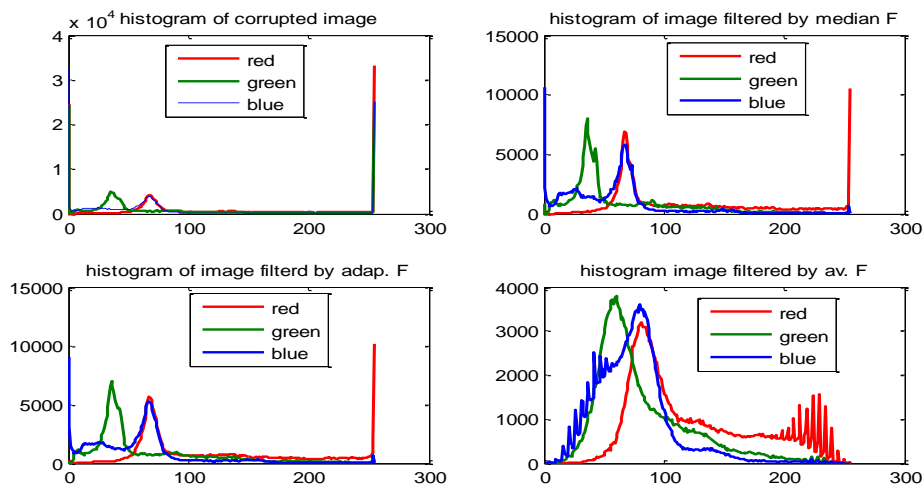 histogram of corrupted image
x 10^4
4
3
2
1
0
0 100 200 300
red
green
blue
histogram of image filtered by median F
15000
10000
5000
0
0 100 200 300
red
green
blue
histogram of image filterd by adap. F
15000
10000
5000
0
0 100 200 300
red
green
blue
histogram image filtered by av. F
4000
3000
2000
1000
0
0 100 200 300
red
green
blue